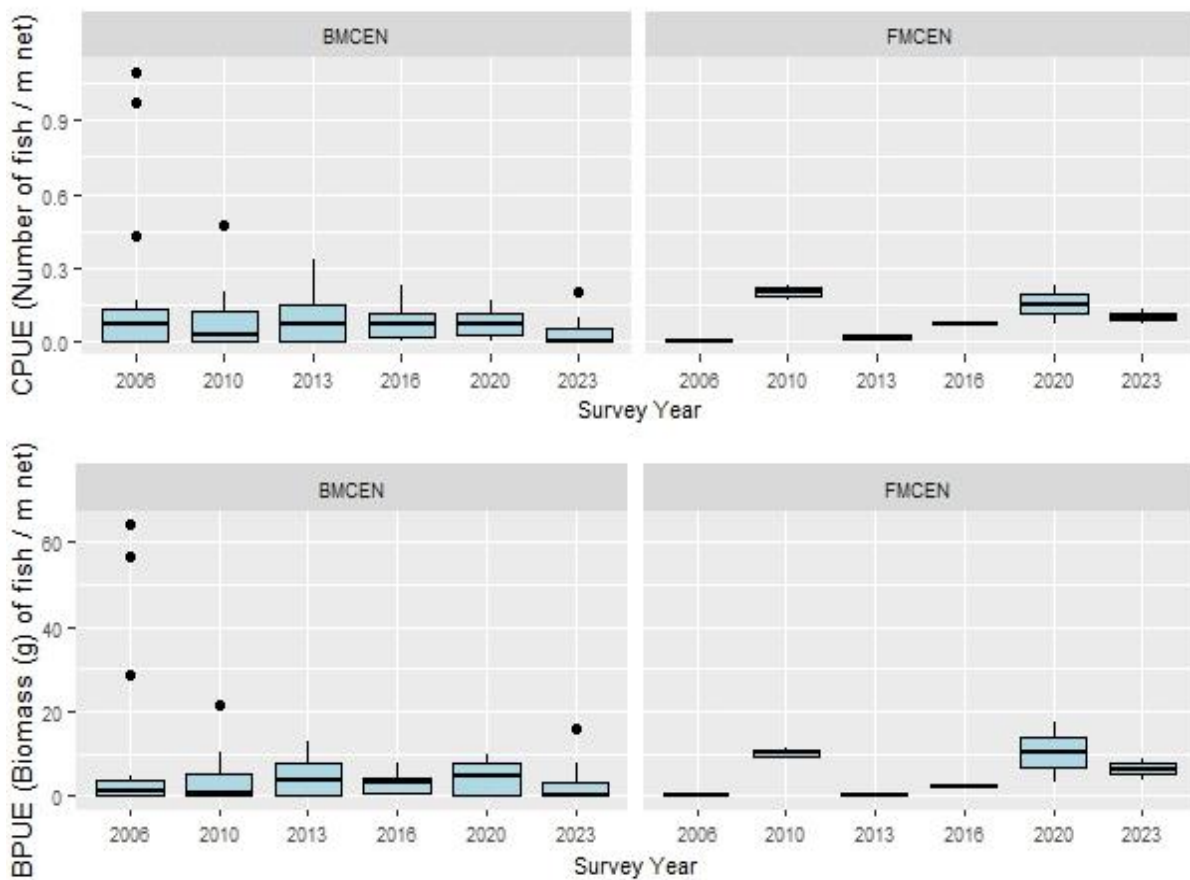 BMCEN FMCEN
CPUE (Number of fish / m net)
0.9
0.6
0.3
0.0
2006 2010 2013 2016 2020 2023 2006 2010 2013 2016 2020 2023
Survey Year
BMCEN FMCEN
BPUE (Biomass (g) of fish / m net)
60
40
20
0
2006 2010 2013 2016 2020 2023 2006 2010 2013 2016 2020 2023
Survey Year